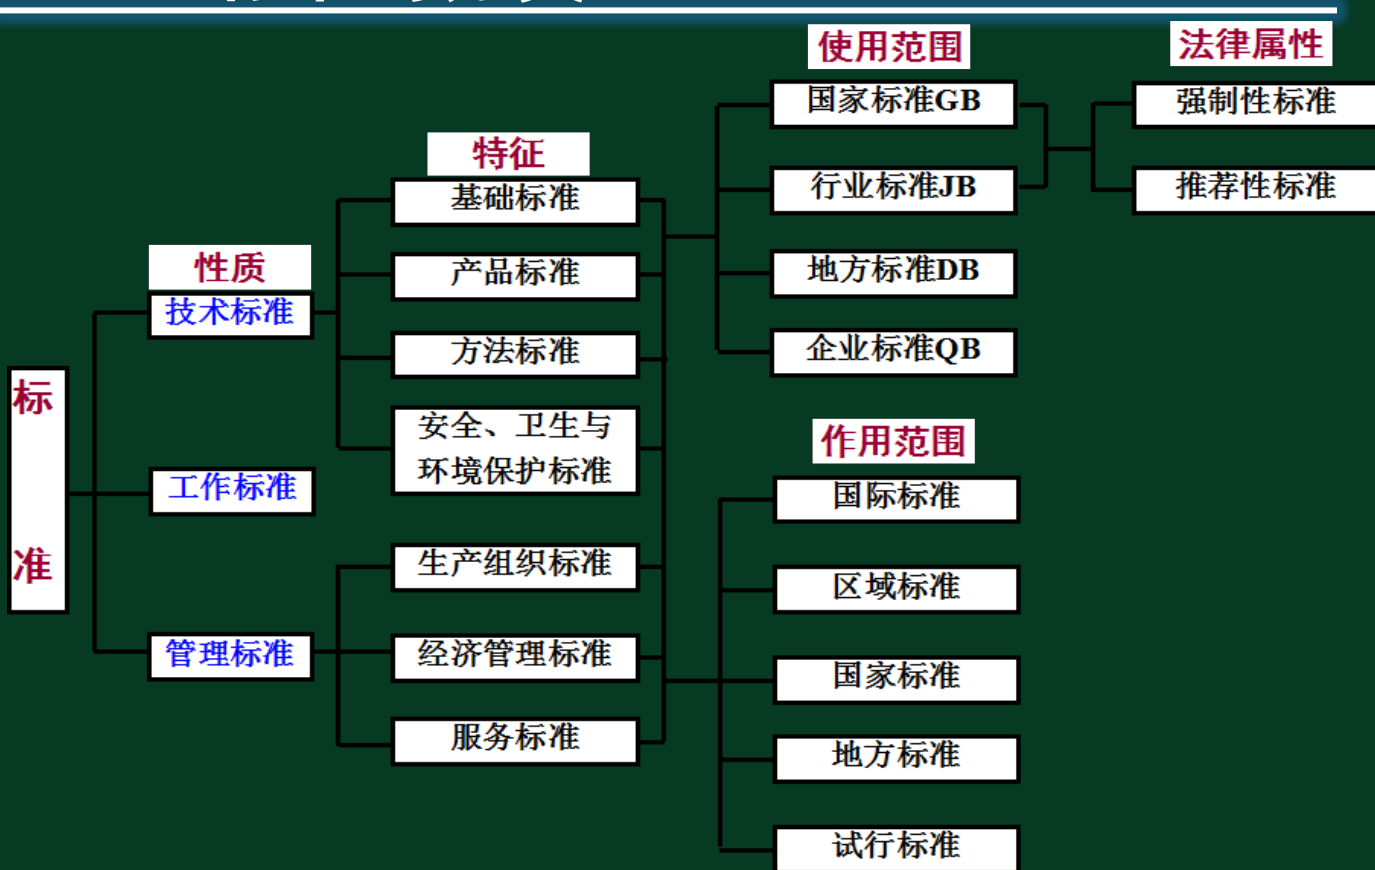 使用范围
法律属性
国家标准GB
强制性标准
特征
行业标准JB
推荐性标准
基础标准
性质
产品标准
地方标准DB
技术标准
方法标准
企业标准QB
标
准
安全、卫生与
环境保护标准
作用范围
工作标准
国际标准
生产组织标准
区域标准
管理标准
经济管理标准
国家标准
服务标准
地方标准
试行标准